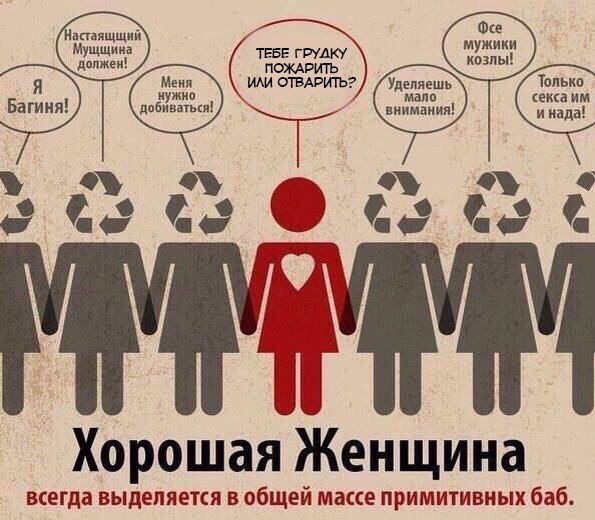 Я
Багиня!
Настаящщий
Мущщина
должен!
Меня
нужно
добиваться!
ТЕБЕ ГРУДКУ
ПОЖАРИТЬ
ИЛИ ОТВАРИТЬ?
Уделяешь
мало
внимания!
Фсе
мужики
козлы!
Только
секса им
и нада!
Хорошая Женщина
всегда выделяется в общей массе примитивных баб.